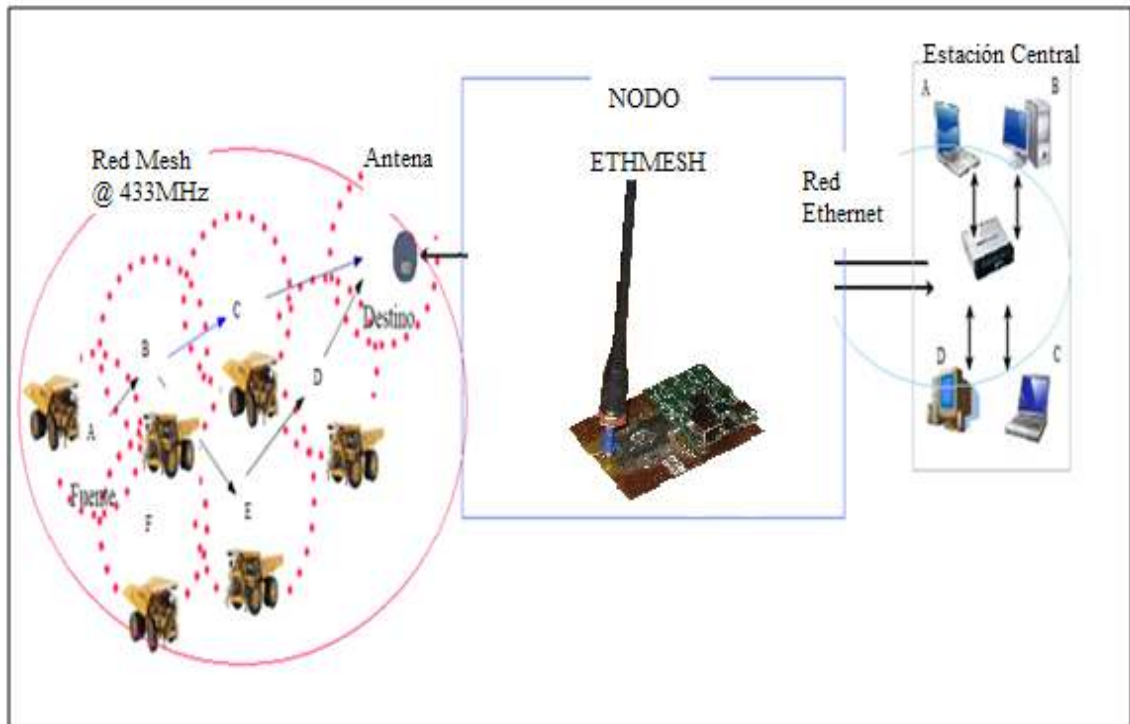 Red Mesh
@ 433MHz
Antena
A
B
C
D
E
F
Fuente
Destino
NODO
ETHMESH
Red
Ethernet
Estación Central
A
B
D
C